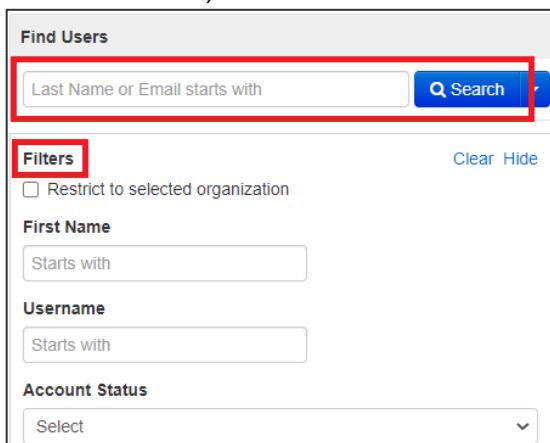 Find Users
Last Name or Email starts with Search
Filters Clear Hide
Restrict to selected organization
First Name
Starts with
Username
Starts with
Account Status
Select